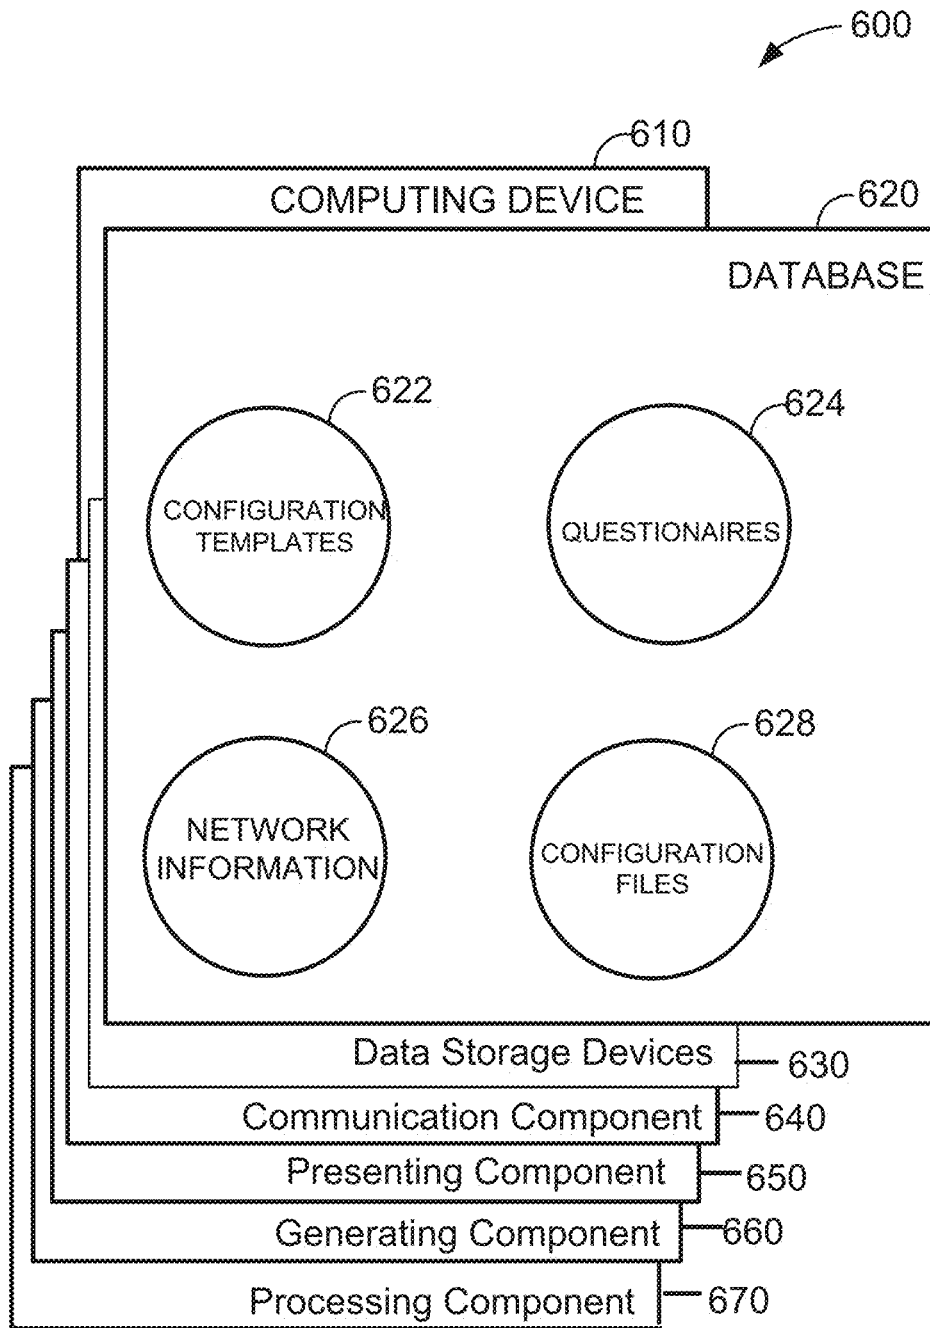 600
610
COMPUTING DEVICE
620
DATABASE
622
624
CONFIGURATION
TEMPLATES
QUESTIONAIRES
626
628
NETWORK
INFORMATION
CONFIGURATION
FILES
Data Storage Devices
630
Communication Component
640
Presenting Component
650
Generating Component
660
Processing Component
670